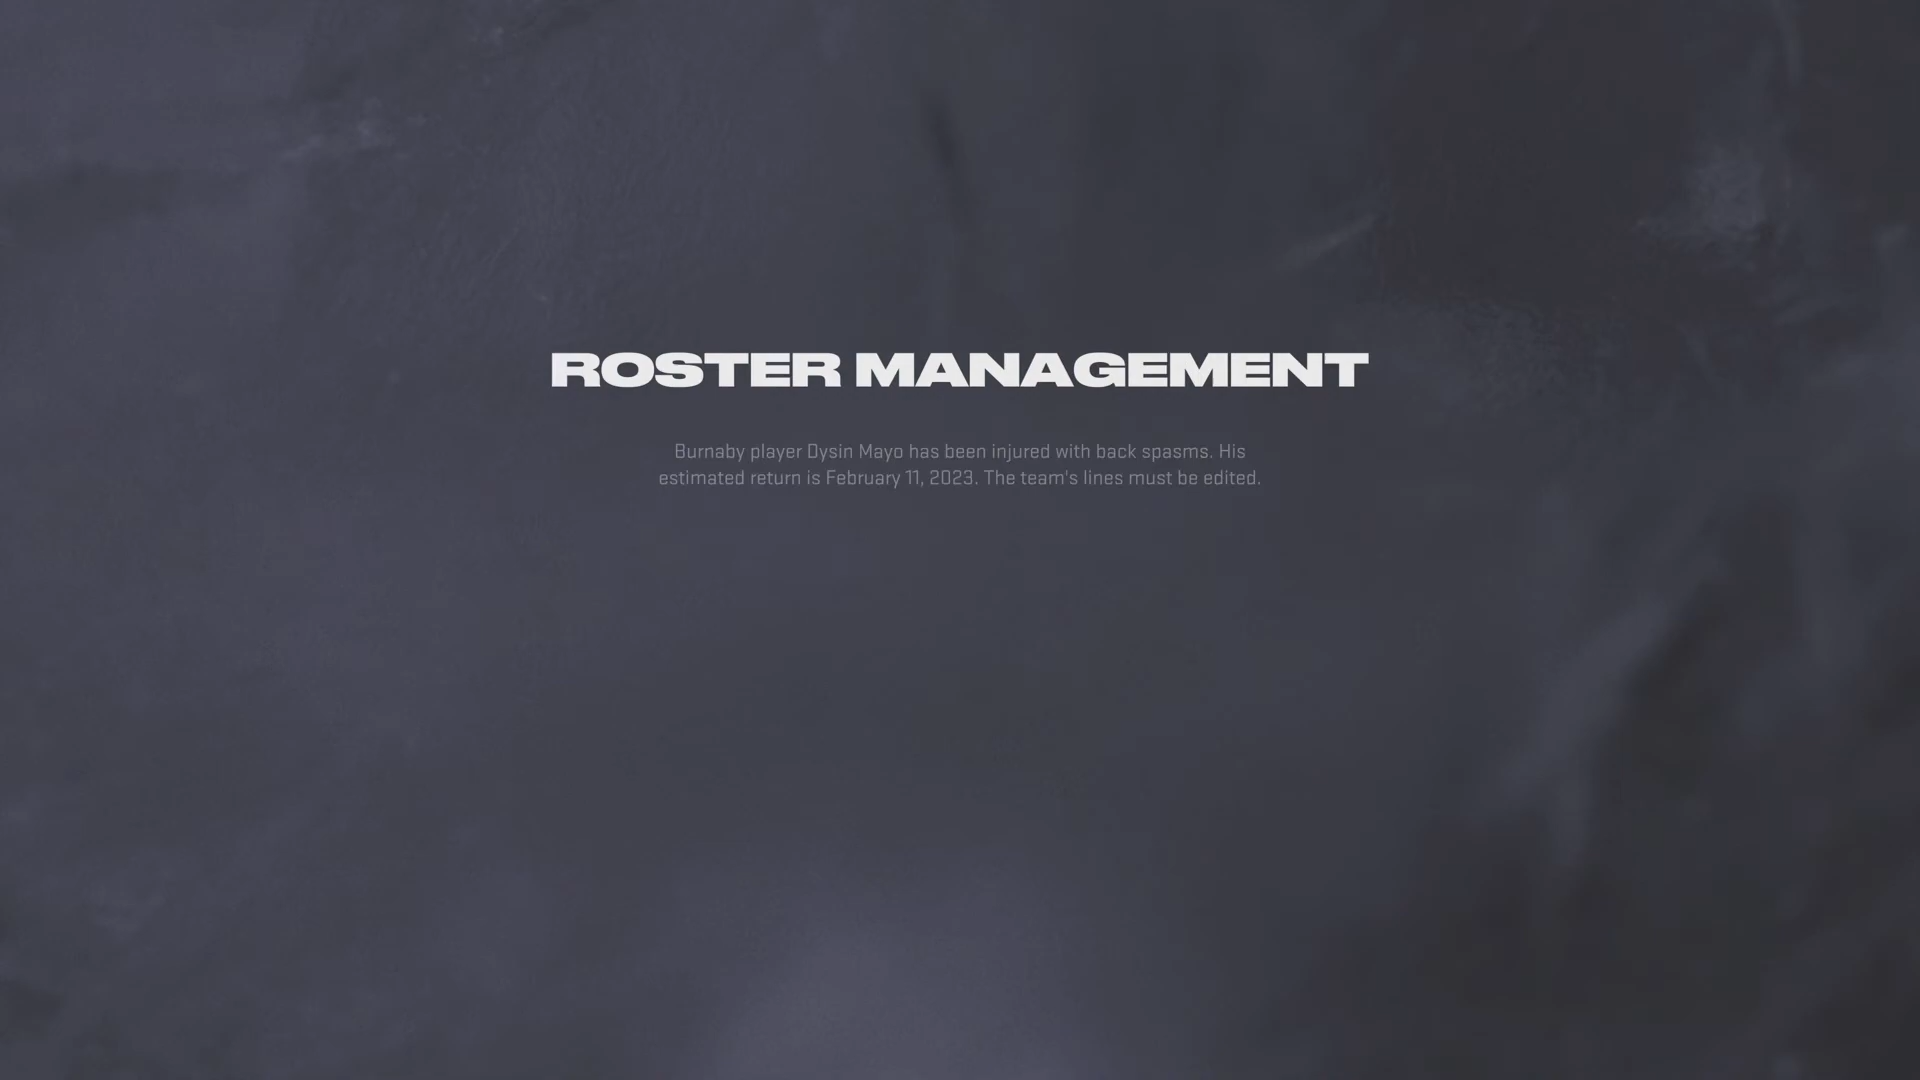 ROSTER MANAGEMENT
Burnaby player Dysin Mayo has been injured with back spasms. His
estimated return is February 11, 2023. The team's lines must be edited.